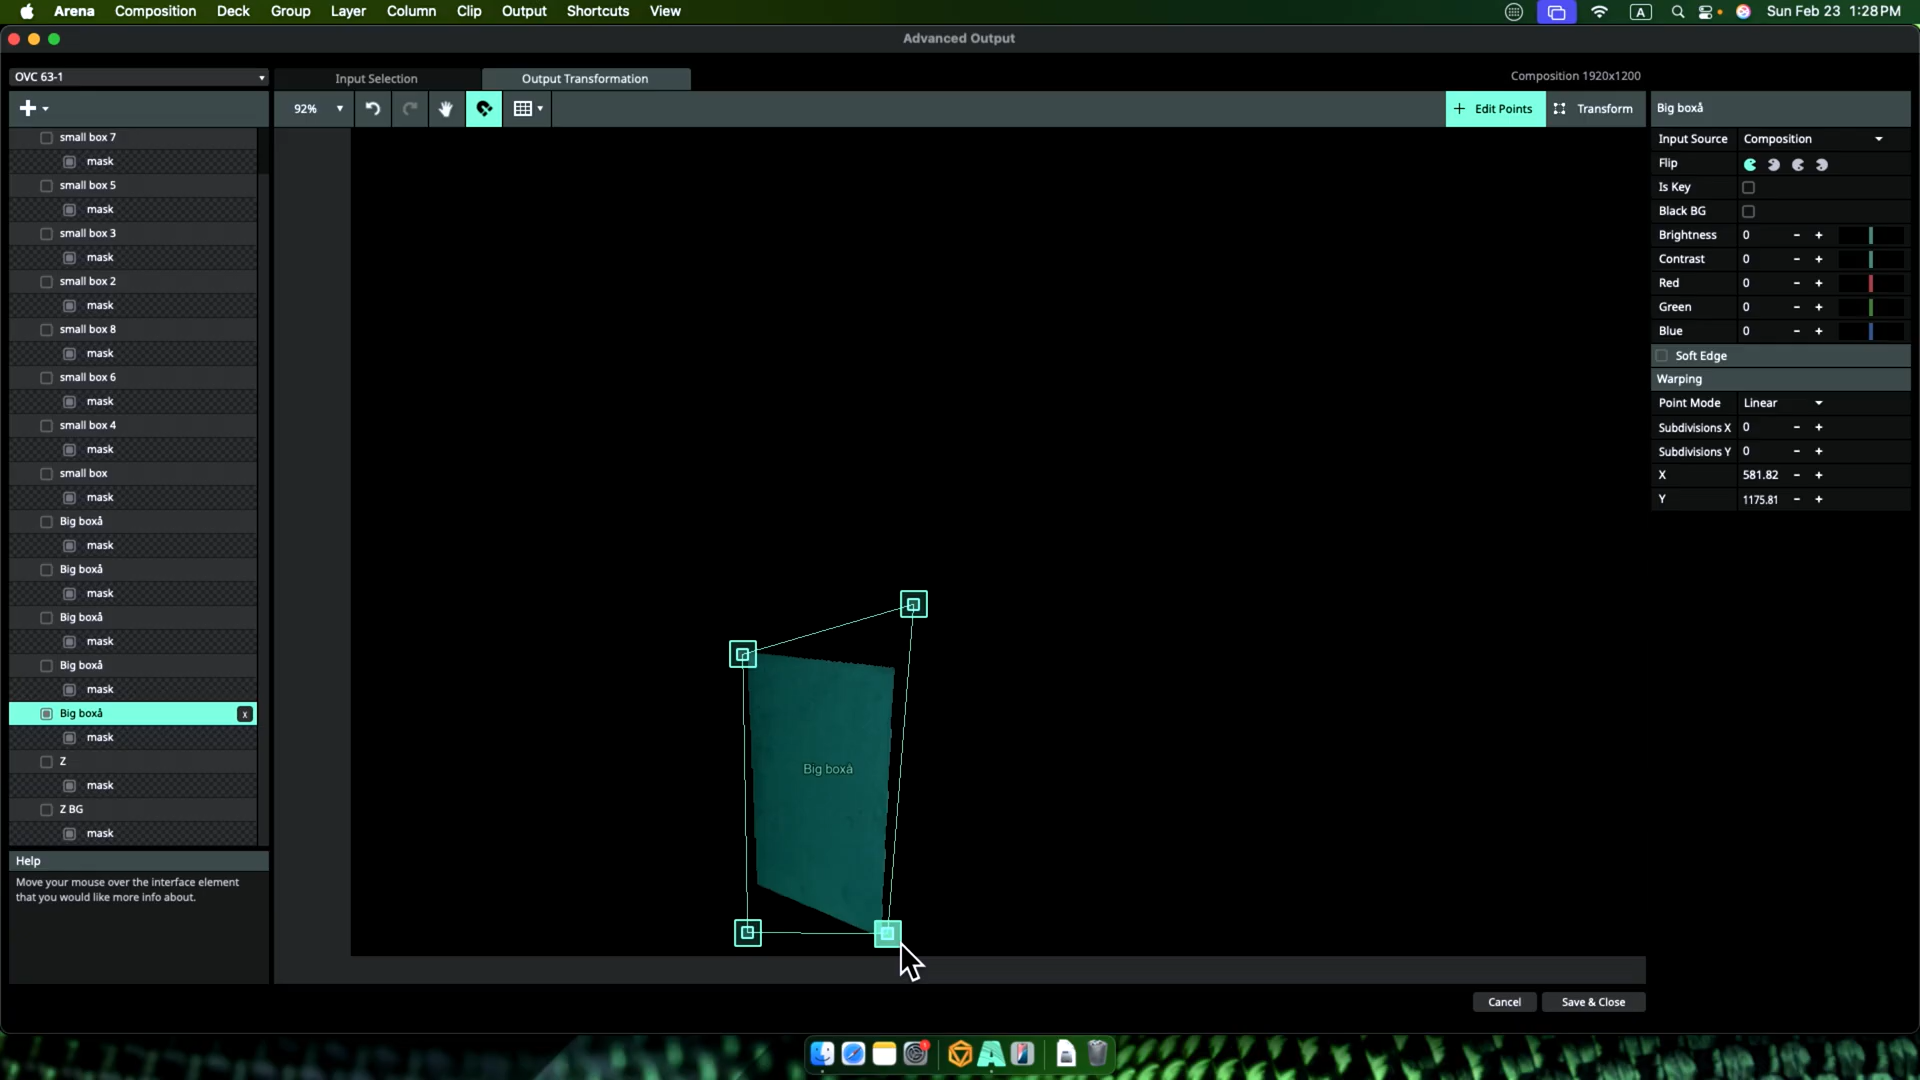 Arena Composition Deck Group Layer Column Clip Output Shortcuts View
A Sun Feb 23 1:28PM
Advanced Output
OVC 63-1
Input Selection
Output Transformation
Composition 1920x1200
92%
Edit Points
Transform
Big boxå
small box 7
mask
small box 5
mask
small box 3
mask
small box 2
mask
small box 8
mask
small box 6
mask
small box 4
mask
small box
mask
Big boxå
mask
Big boxå
mask
Big boxå
mask
Big boxå
mask
Big boxå x
mask
Z
mask
Z BG
mask
Help
Move your mouse over the interface element
that you would like more info about.
Big boxå
Input Source Composition
Flip
Is Key
Black BG
Brightness 0 - +
Contrast 0 - +
Red 0 - +
Green 0 - +
Blue 0 - +
Soft Edge
Warping
Point Mode Linear
Subdivisions X 0 - +
Subdivisions Y 0 - +
X 581.82 - +
Y 1175.81 - +
Cancel
Save & Close